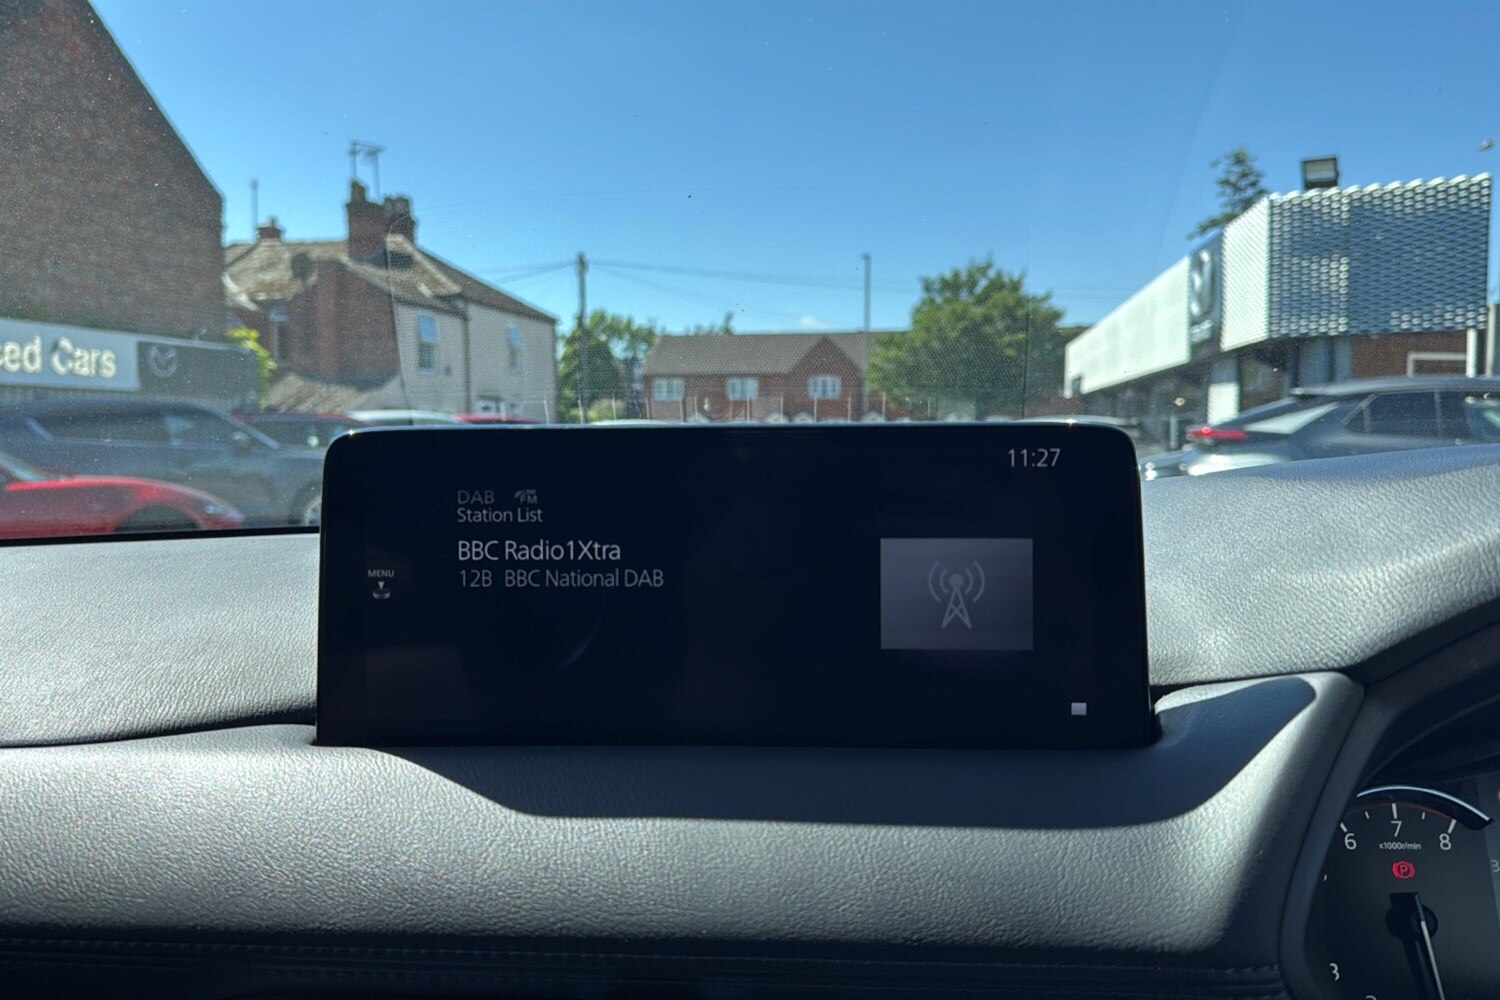 ced Cars
11:27
DAB FM
Station List
BBC Radio1Xtra
12B BBC National DAB
MENU
6 7 8
x1000r/min
P
3